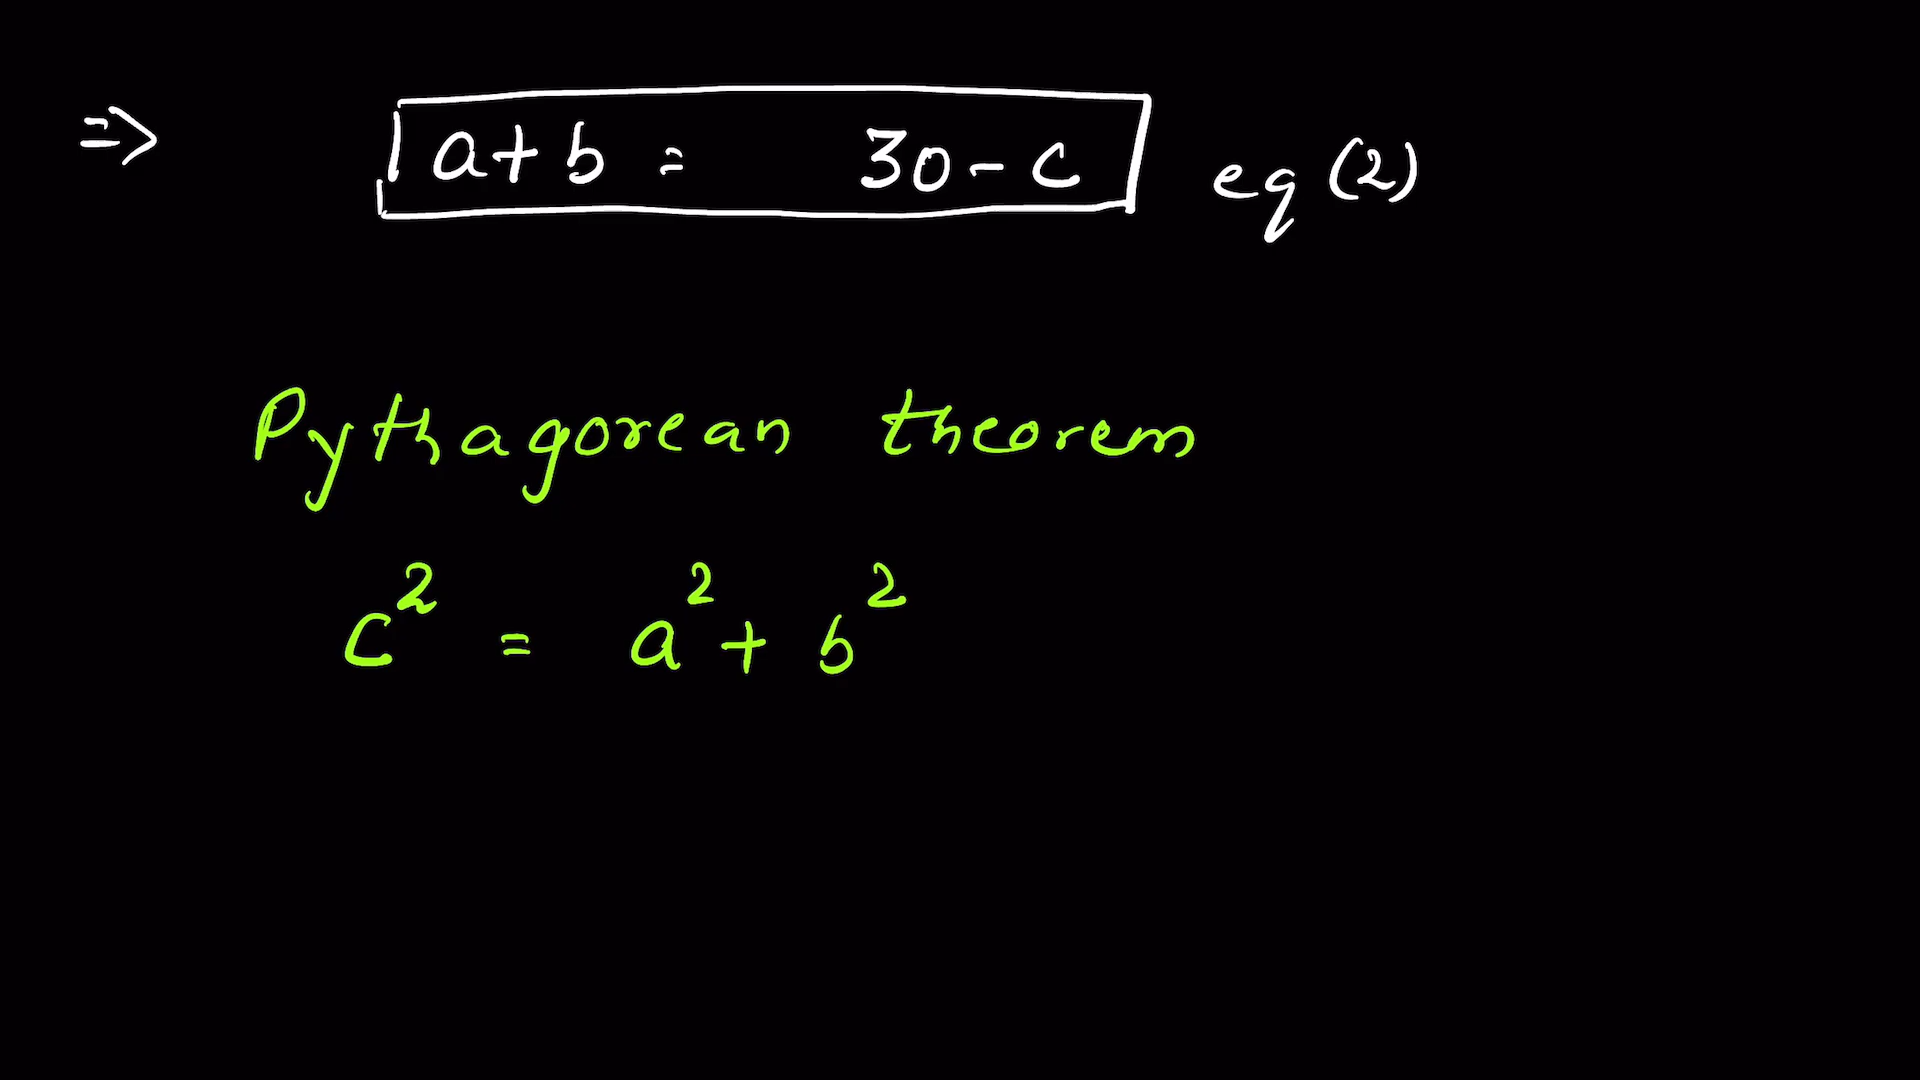 => a+b = 30-c eq (2)
Pythagorean theorem
c² = a² + b²